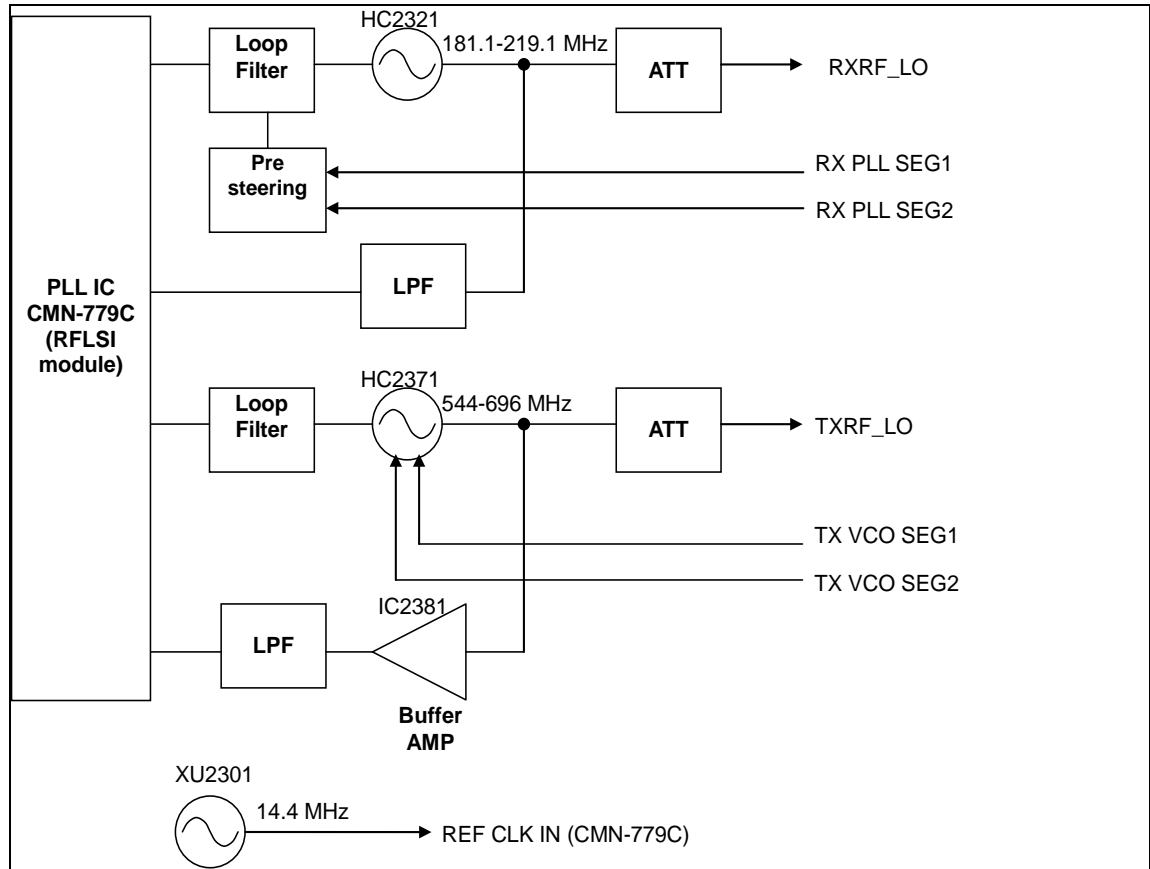 HC2321
Loop
Filter
181.1-219.1 MHz
ATT
RXRF_LO
Pre
steering
RX PLL SEG1
RX PLL SEG2
LPF
PLL IC
CMN-779C
(RFLSI
module)
HC2371
Loop
Filter
544-696 MHz
ATT
TXRF_LO
TX VCO SEG1
TX VCO SEG2
IC2381
LPF
Buffer
AMP
XU2301
14.4 MHz
REF CLK IN (CMN-779C)